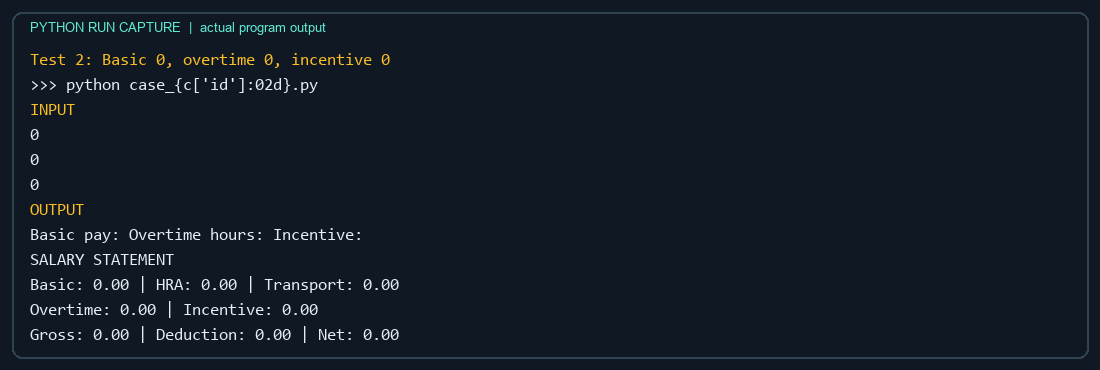 PYTHON RUN CAPTURE | actual program output
Test 2: Basic 0, overtime 0, incentive 0
>>> python case_{c['id']:02d}.py
INPUT
0
0
0
OUTPUT
Basic pay: Overtime hours: Incentive:
SALARY STATEMENT
Basic: 0.00 | HRA: 0.00 | Transport: 0.00
Overtime: 0.00 | Incentive: 0.00
Gross: 0.00 | Deduction: 0.00 | Net: 0.00